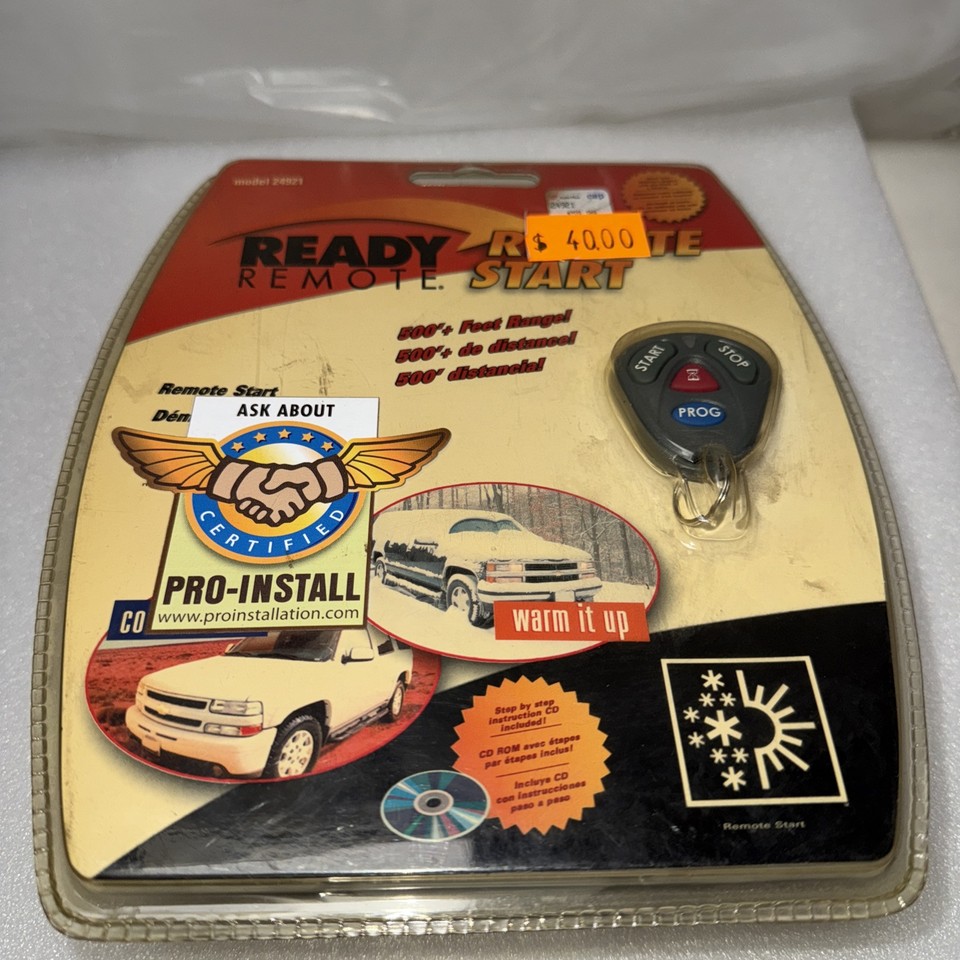 model 24921
READY
REMOTE.
START
$ 40.00
500'+ Feet Range!
500'+ de distance!
500' distancia!
START
STOP
PROG
Remote Start
ASK ABOUT
CERTIFIED
PRO-INSTALL
www.proinstallation.com
CO
warm it up
Step by step
instruction CD
included!
CD ROM avec étapes
par étapes inclus!
Incluye CD
con instrucciones
paso a paso
Remote Start